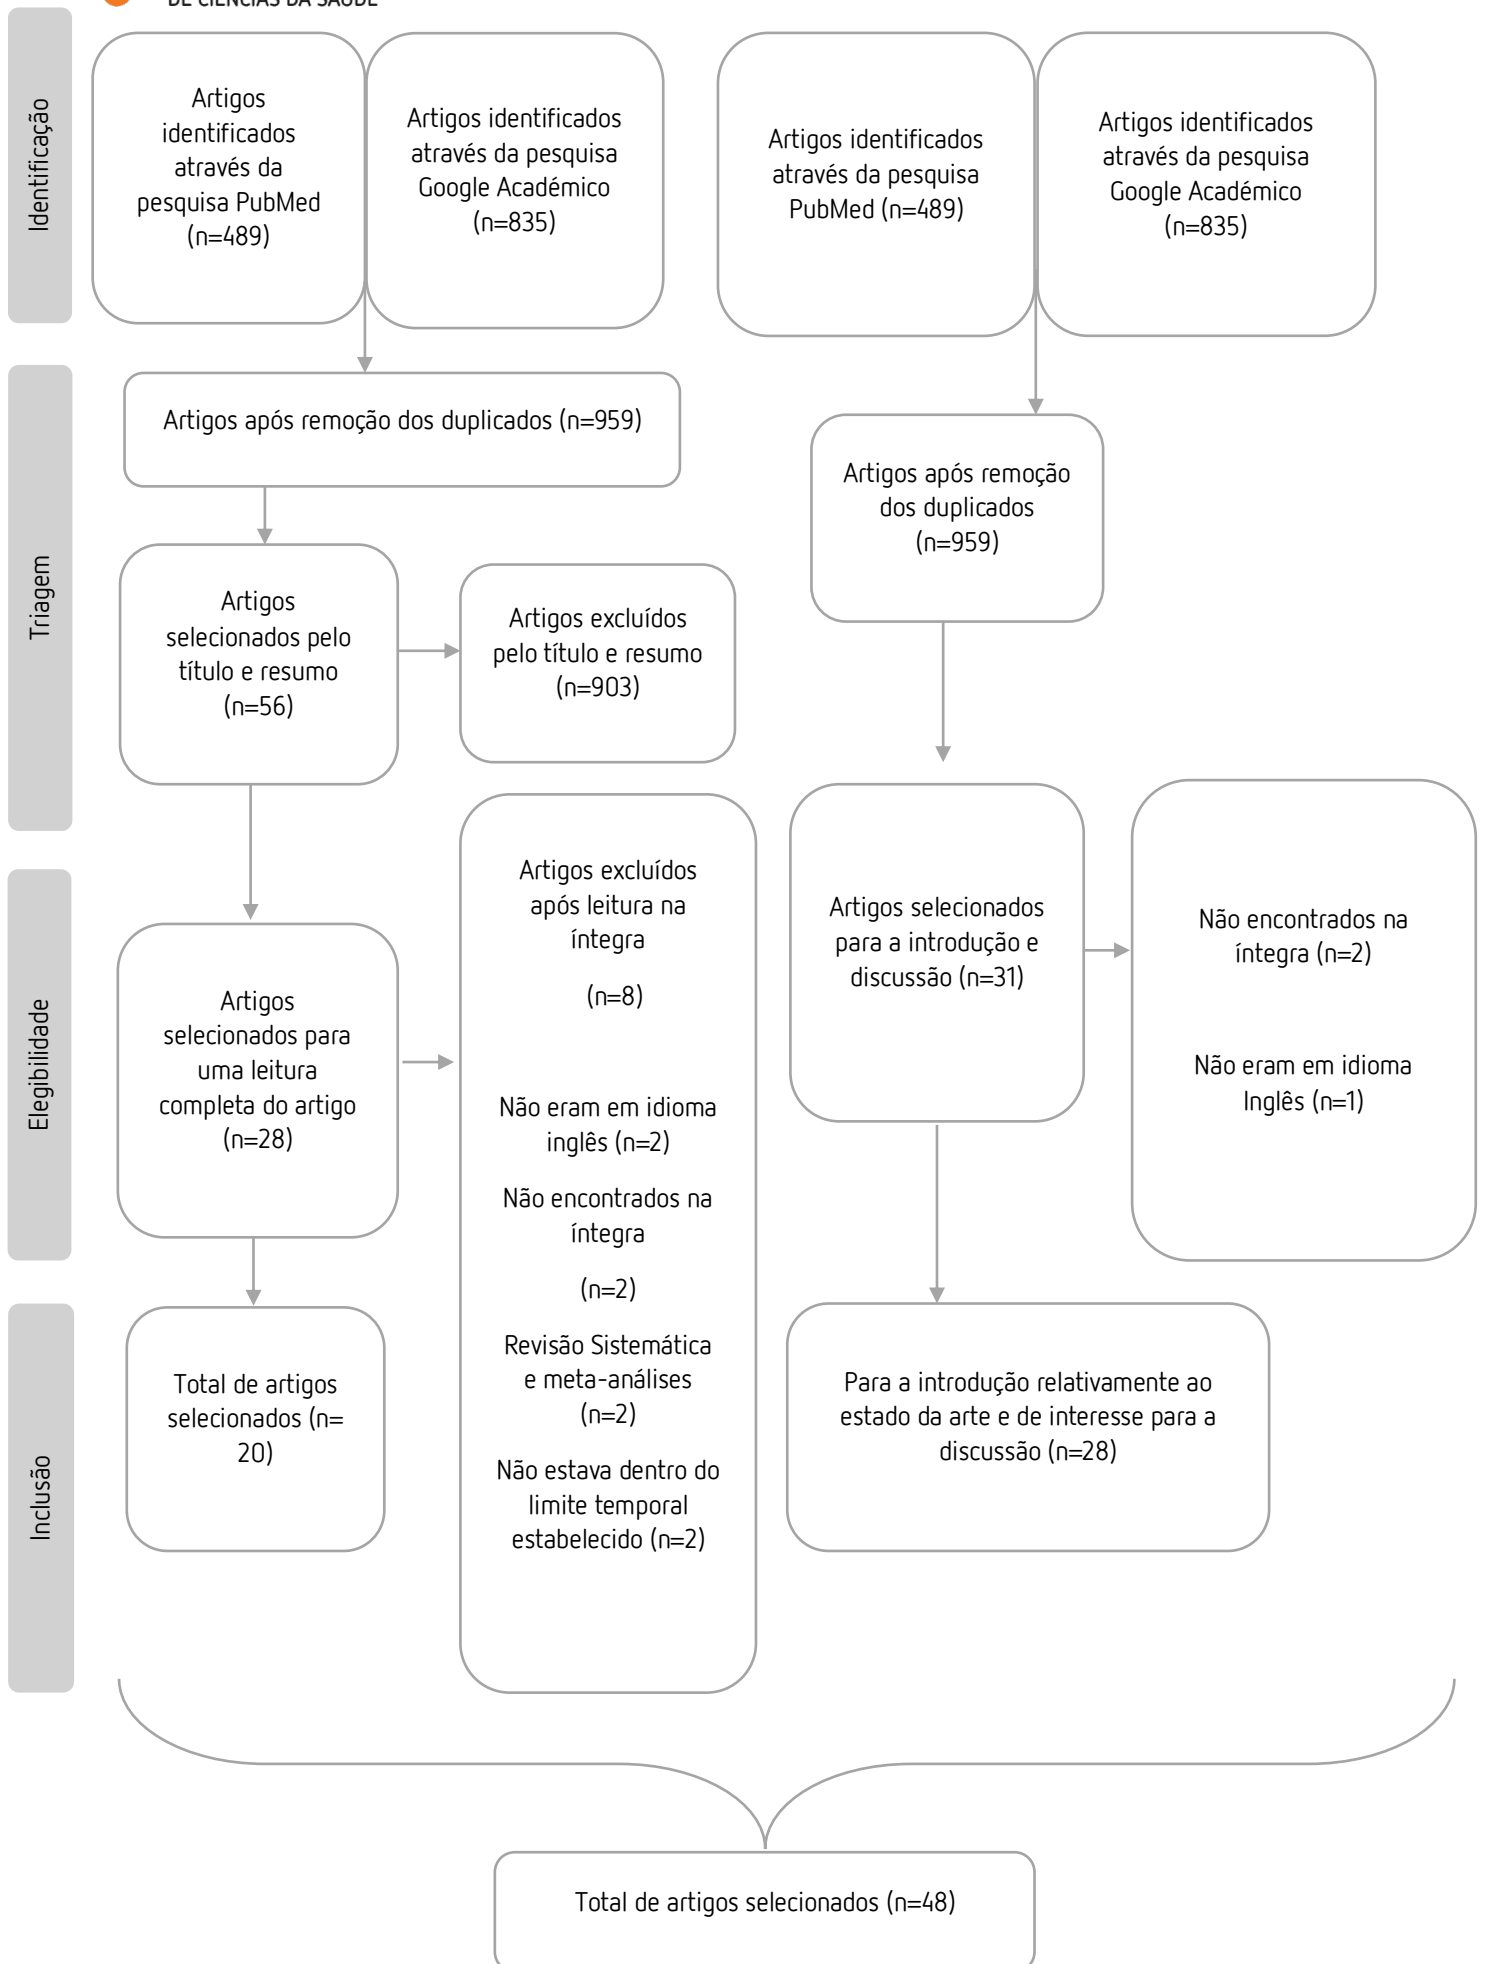 DE CIÊNCIAS DA SAÚDE
Identificação
Artigos
identificados
através da
pesquisa PubMed
(n=489)
Artigos identificados
através da pesquisa
Google Académico
(n=835)
Artigos identificados
através da pesquisa
PubMed (n=489)
Artigos identificados
através da pesquisa
Google Académico
(n=835)
Triagem
Artigos após remoção dos duplicados (n=959)
Artigos após remoção
dos duplicados
(n=959)
Artigos
selecionados pelo
título e resumo
(n=56)
Artigos excluídos
pelo título e resumo
(n=903)
Elegibilidade
Artigos
selecionados para
uma leitura
completa do artigo
(n=28)
Artigos excluídos
após leitura na
íntegra
(n=8)
Não eram em idioma
inglês (n=2)
Não encontrados na
íntegra
(n=2)
Revisão Sistemática
e meta-análises
(n=2)
Não estava dentro do
limite temporal
estabelecido (n=2)
Artigos selecionados
para a introdução e
discussão (n=31)
Não encontrados na
íntegra (n=2)
Não eram em idioma
Inglês (n=1)
Inclusão
Total de artigos
selecionados (n=
20)
Para a introdução relativamente ao
estado da arte e de interesse para a
discussão (n=28)
Total de artigos selecionados (n=48)